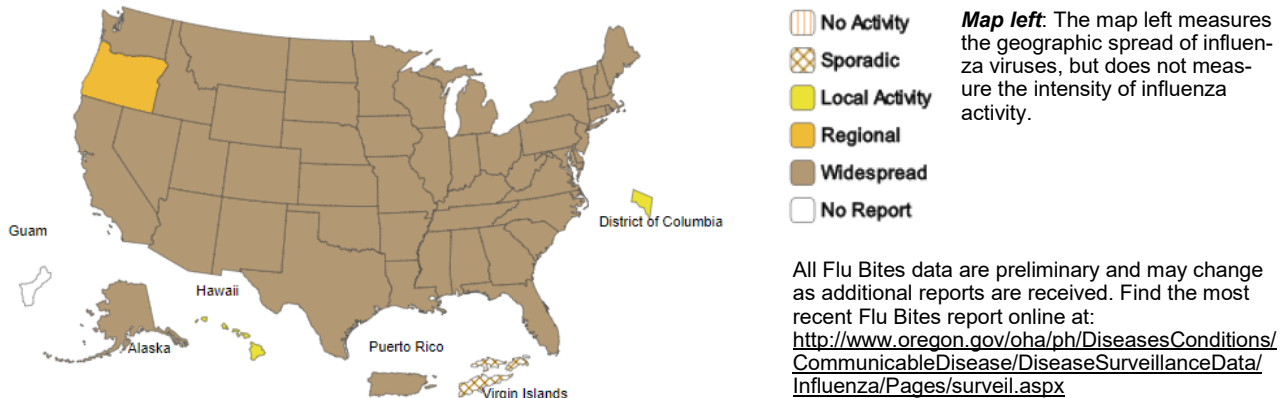 Guam
Alaska
Hawaii
Puerto Rico
Virgin Islands
District of Columbia
No Activity
Sporadic
Local Activity
Regional
Widespread
No Report
Map left: The map left measures
the geographic spread of influen-
za viruses, but does not meas-
ure the intensity of influenza
activity.
All Flu Bites data are preliminary and may change
as additional reports are received. Find the most
recent Flu Bites report online at:
http://www.oregon.gov/oha/ph/DiseasesConditions/
CommunicableDisease/DiseaseSurveillanceData/
Influenza/Pages/surveil.aspx